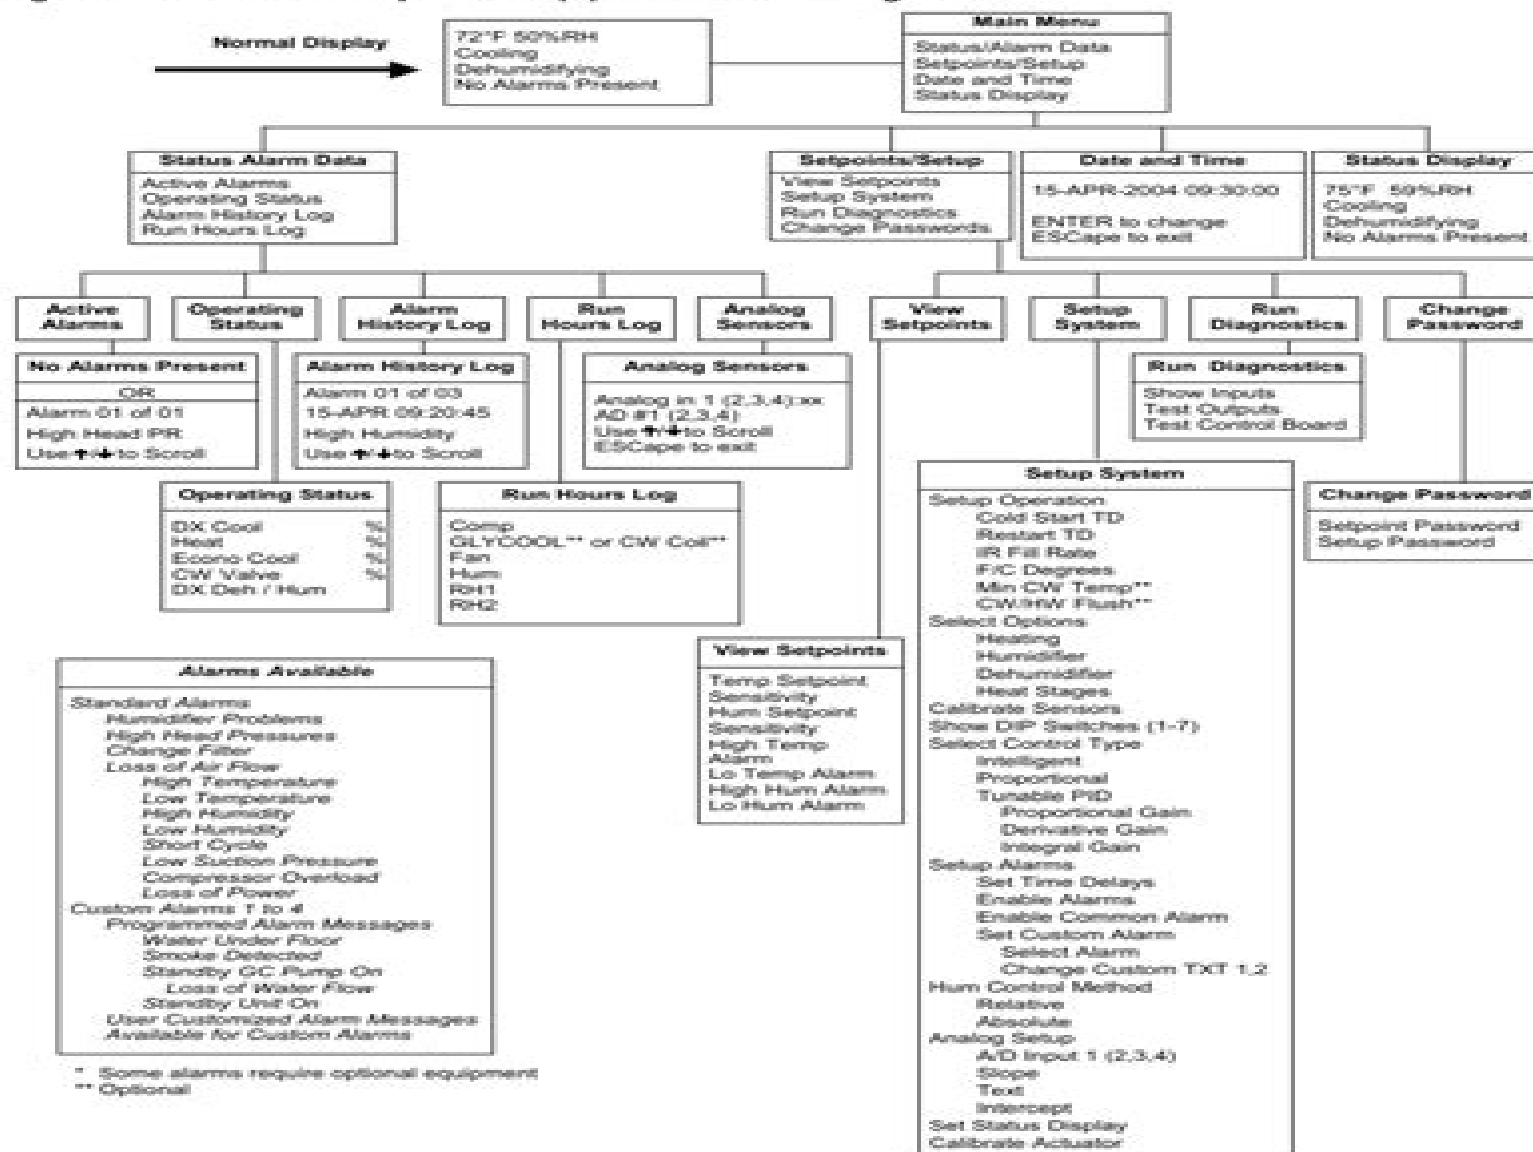 Normal Display
72°F 50%RH
Cooling
Dehumidifying
No Alarms Present
Main Menu
Status/Alarm Data
Setpoints/Setup
Date and Time
Status Display
Status Alarm Data
Active Alarms
Operating Status
Alarm History Log
Run Hours Log
Setpoints/Setup
View Setpoints
Setup System
Run Diagnostics
Change Passwords
Date and Time
15-APR-2004 09:30:00
ENTER to change
ESCape to exit
Status Display
75°F 59%RH
Cooling
Dehumidifying
No Alarms Present
Active
Alarms
Operating
Status
Alarm
History Log
Run
Hours Log
Analog
Sensors
View
Setpoints
Setup
System
Run
Diagnostics
Change
Password
No Alarms Present
OR
Alarm 01 of 01
High Head PR
Use ↑/↓ to Scroll
Alarm History Log
Alarm 01 of 03
15-APR 09:20:45
High Humidity
Use ↑/↓ to Scroll
Analog Sensors
Analog in 1 (2,3,4):xx
AD #1 (2,3,4)
Use ↑/↓ to Scroll
ESCape to exit
Run Diagnostics
Show Inputs
Test Outputs
Test Control Board
Operating Status
DX Cool %
Heat %
Econo Cool %
CW Valve %
DX Deh / Hum
Run Hours Log
Comp
GLYCOOL** or CW Coil**
Fan
Hum
RH1
RH2
Setup System
Setup Operation
Cold Start TD
Restart TD
IR Fill Rate
F/C Degrees
Min CW Temp**
CW/HW Flush**
Select Options
Heating
Humidifier
Dehumidifier
Heat Stages
Calibrate Sensors
Show DIP Switches (1-7)
Select Control Type
Intelligent
Proportional
Tunable PID
Proportional Gain
Derivative Gain
Integral Gain
Setup Alarms
Set Time Delays
Enable Alarms
Enable Common Alarm
Set Custom Alarm
Select Alarm
Change Custom TXT 1,2
Hum Control Method
Relative
Absolute
Analog Setup
A/D Input 1 (2,3,4)
Slope
Text
Intercept
Set Status Display
Calibrate Actuator
Change Password
Setpoint Password
Setup Password
View Setpoints
Temp Setpoint
Sensitivity
Hum Setpoint
Sensitivity
High Temp
Alarm
Lo Temp Alarm
High Hum Alarm
Lo Hum Alarm
Alarms Available
Standard Alarms
Humidifier Problems
High Head Pressures
Change Filter
Loss of Air Flow
High Temperature
Low Temperature
High Humidity
Low Humidity
Short Cycle
Low Suction Pressure
Compressor Overload
Loss of Power
Custom Alarms 1 to 4
Programmed Alarm Messages
Water Under Floor
Smoke Detected
Standby GC Pump On
Loss of Water Flow
Standby Unit On
User Customized Alarm Messages
Available for Custom Alarms
* Some alarms require optional equipment
** Optional